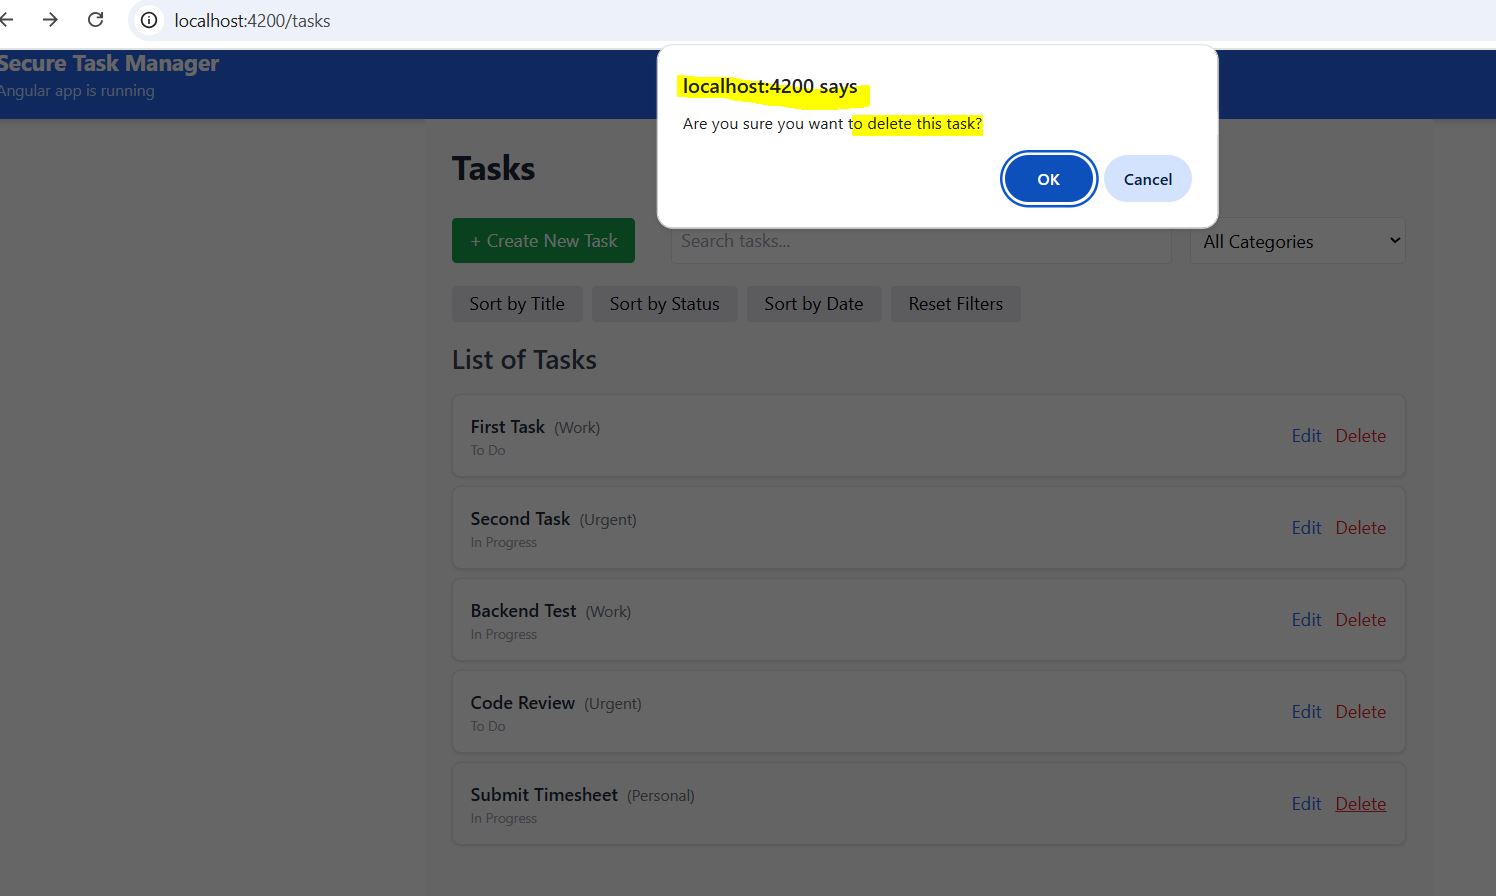 localhost:4200/tasks
Secure Task Manager
Angular app is running
localhost:4200 says
Are you sure you want to delete this task?
OK
Cancel
Tasks
+ Create New Task
Search tasks...
All Categories
Sort by Title
Sort by Status
Sort by Date
Reset Filters
List of Tasks
First Task (Work)
To Do
Edit Delete
Second Task (Urgent)
In Progress
Edit Delete
Backend Test (Work)
In Progress
Edit Delete
Code Review (Urgent)
To Do
Edit Delete
Submit Timesheet (Personal)
In Progress
Edit Delete